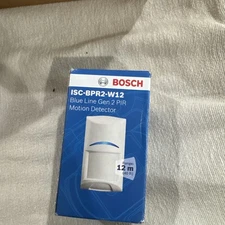 BOSCH
ISC-BPR2-W12
Blue Line Gen 2 PIR
Motion Detector
12 m